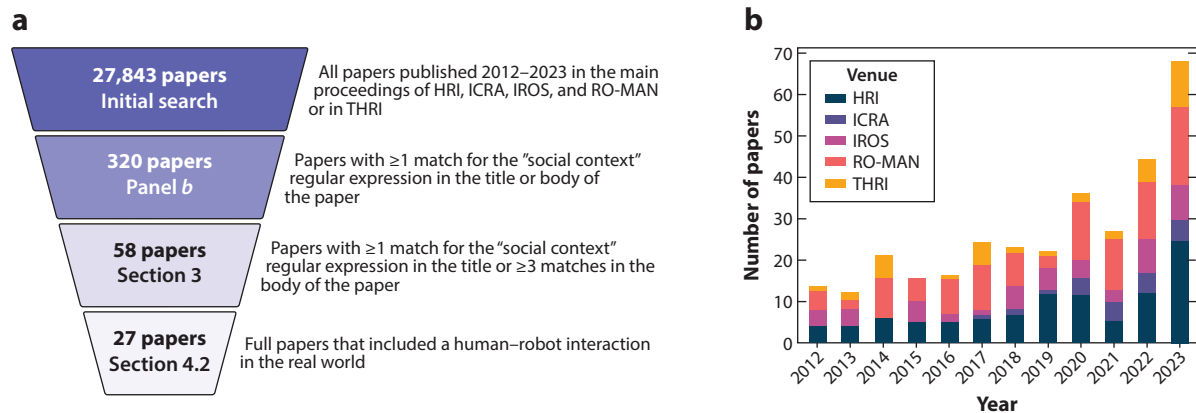 a
27,843 papers
Initial search
All papers published 2012–2023 in the main
proceedings of HRI, ICRA, IROS, and RO-MAN
or in THRI
320 papers
Panel b
Papers with ≥1 match for the "social context"
regular expression in the title or body of
the paper
58 papers
Section 3
Papers with ≥1 match for the “social context”
regular expression in the title or ≥3 matches in the
body of the paper
27 papers
Section 4.2
Full papers that included a human–robot interaction
in the real world
b
Number of papers
70
60
50
40
30
20
10
0
Venue
HRI
ICRA
IROS
RO-MAN
THRI
2012
2013
2014
2015
2016
2017
2018
2019
2020
2021
2022
2023
Year